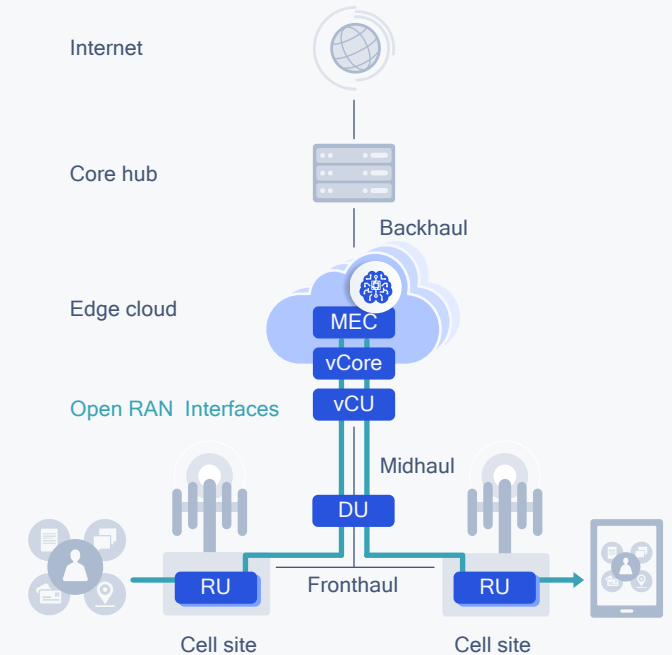 Internet
Core hub
Backhaul
Edge cloud
MEC
vCore
Open RAN  Interfaces
vCU
Midhaul
DU
RU
Fronthaul
RU
Cell site
Cell site